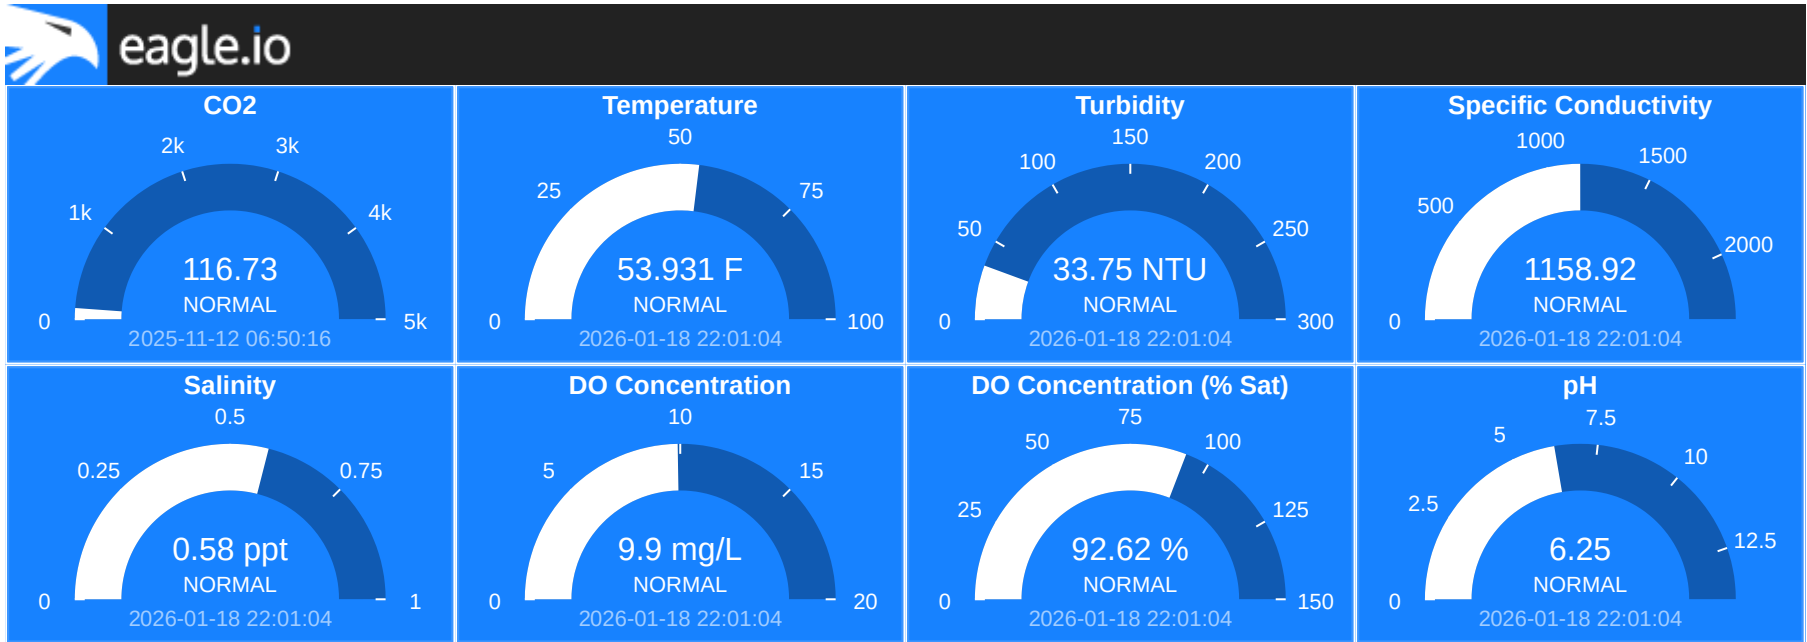 eagle.io
CO2
2k
3k
1k
4k
116.73
NORMAL
0
5k
2025-11-12 06:50:16
Temperature
50
25
75
53.931 F
NORMAL
0
100
2026-01-18 22:01:04
Turbidity
150
100
200
50
250
33.75 NTU
NORMAL
0
300
2026-01-18 22:01:04
Specific Conductivity
1000
1500
500
2000
1158.92
NORMAL
0
2026-01-18 22:01:04
Salinity
0.5
0.25
0.75
0.58 ppt
NORMAL
0
1
2026-01-18 22:01:04
DO Concentration
10
5
15
9.9 mg/L
NORMAL
0
20
2026-01-18 22:01:04
DO Concentration (% Sat)
75
50
100
25
125
92.62 %
NORMAL
0
150
2026-01-18 22:01:04
pH
7.5
5
10
2.5
12.5
6.25
NORMAL
0
2026-01-18 22:01:04